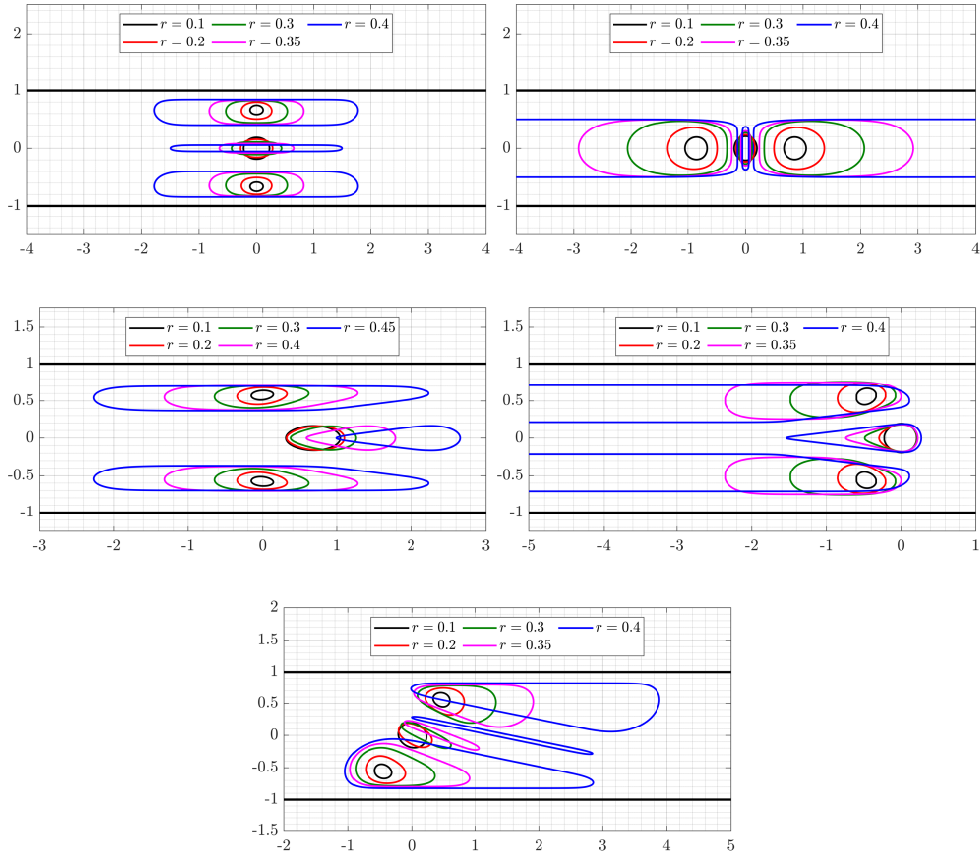 r = 0.1 r = 0.3 r = 0.4
r − 0.2 r − 0.35
2
1
0
-1
-4 -3 -2 -1 0 1 2 3 4
r = 0.1 r = 0.3 r = 0.4
r − 0.2 r − 0.35
2
1
0
-1
-4 -3 -2 -1 0 1 2 3 4
r = 0.1 r = 0.3 r = 0.45
r = 0.2 r = 0.4
1.5
1
0.5
0
-0.5
-1
-3 -2 -1 0 1 2 3
r = 0.1 r = 0.3 r = 0.4
r = 0.2 r = 0.35
1.5
1
0.5
0
-0.5
-1
-5 -4 -3 -2 -1 0 1
r = 0.1 r = 0.3 r = 0.4
r = 0.2 r = 0.35
2
1.5
1
0.5
0
-0.5
-1
-1.5
-2 -1 0 1 2 3 4 5